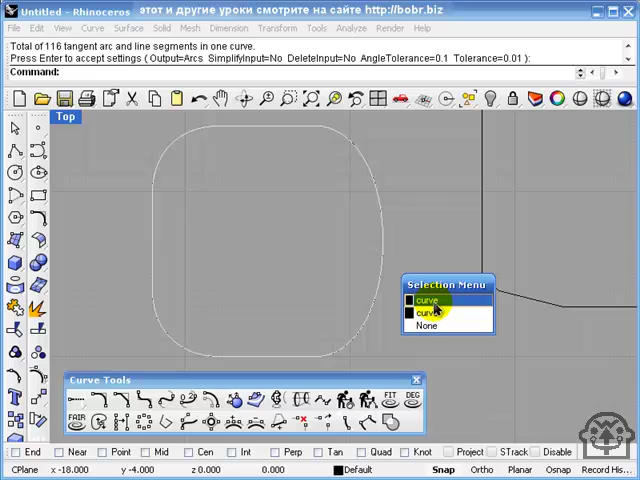 Untitled - Rhinoceros
этот и другие уроки смотрите на сайте http://bobr.biz
File Edit View Curve Surface Solid Mesh Dimension Transform Tools Analyze Render Help
Total of 116 tangent arc and line segments in one curve.
Press Enter to accept settings ( Output=Arcs SimplifyInput=No DeleteInput=No AngleTolerance=0.1 Tolerance=0.01 ):
Command:
Top
Selection Menu
curve
curve
None
Curve Tools
FIT DEG
FAIR
End Near Point Mid Cen Int Perp Tan Quad Knot Project STrack Disable
CPlane x -18.000 y -4.000 z 0.000 0.000 Default Snap Ortho Planar Osnap Record His...